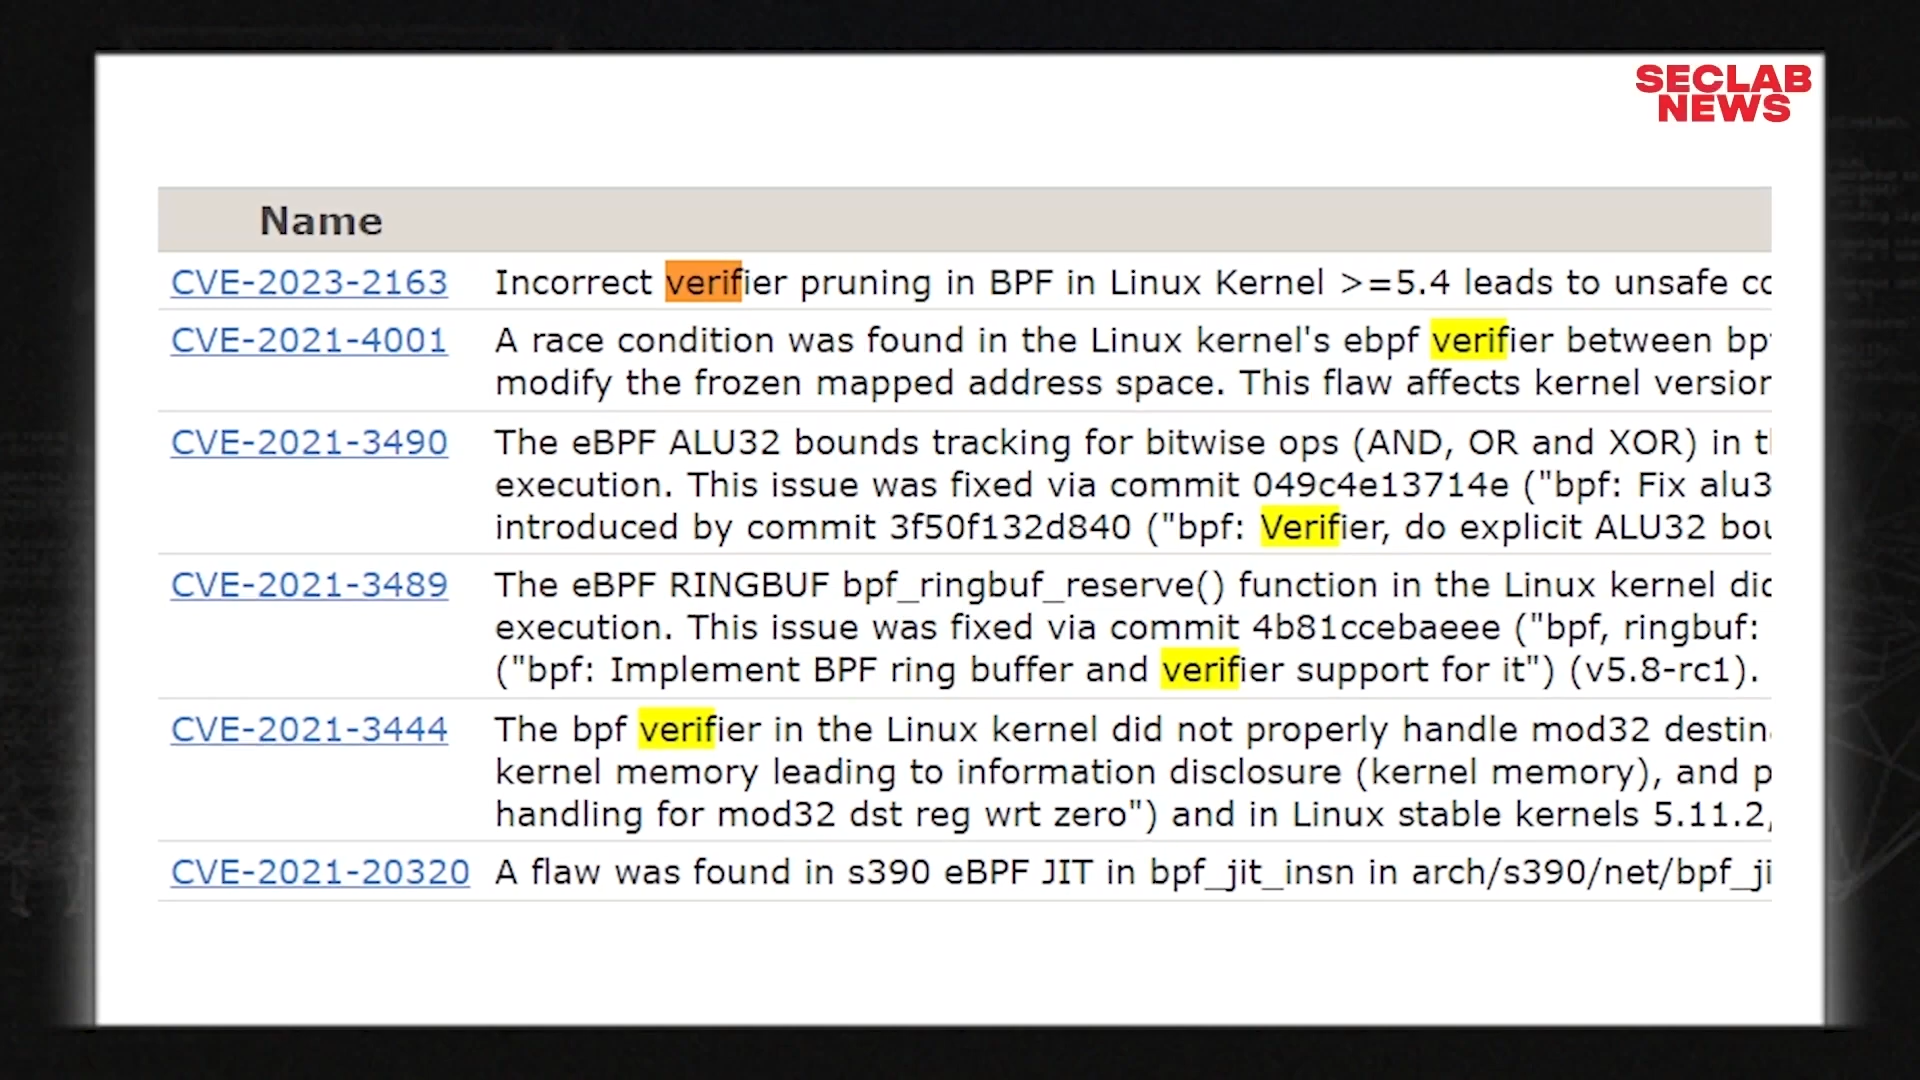 SECLAB
NEWS
Name
CVE-2023-2163 Incorrect verifier pruning in BPF in Linux Kernel >=5.4 leads to unsafe
CVE-2021-4001 A race condition was found in the Linux kernel's ebpf verifier between
modify the frozen mapped address space. This flaw affects kernel
CVE-2021-3490 The eBPF ALU32 bounds tracking for bitwise ops (AND, OR and XOR) in
execution. This issue was fixed via commit 049c4e13714e ("bpf: Fix
introduced by commit 3f50f132d840 ("bpf: Verifier, do explicit ALU32
CVE-2021-3489 The eBPF RINGBUF bpf_ringbuf_reserve() function in the Linux kernel
execution. This issue was fixed via commit 4b81ccebaeee ("bpf, ringbuf:
("bpf: Implement BPF ring buffer and verifier support for it") (v5.8-rc1).
CVE-2021-3444 The bpf verifier in the Linux kernel did not properly handle mod32
kernel memory leading to information disclosure (kernel memory), and
handling for mod32 dst reg wrt zero") and in Linux stable kernels 5.11.2,
CVE-2021-20320 A flaw was found in s390 eBPF JIT in bpf_jit_insn in